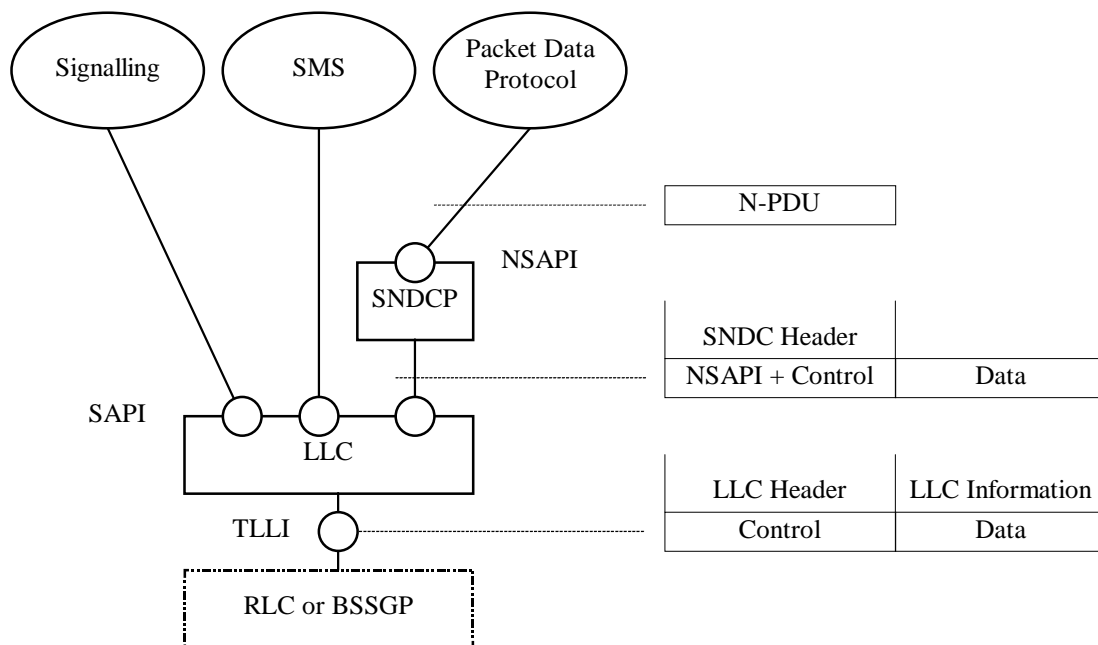 Signalling
SMS
Packet Data
Protocol
N-PDU
NSAPI
SNDCP
SNDC Header
NSAPI + Control
Data
SAPI
LLC
LLC Header
LLC Information
TLLI
Control
Data
RLC or BSSGP